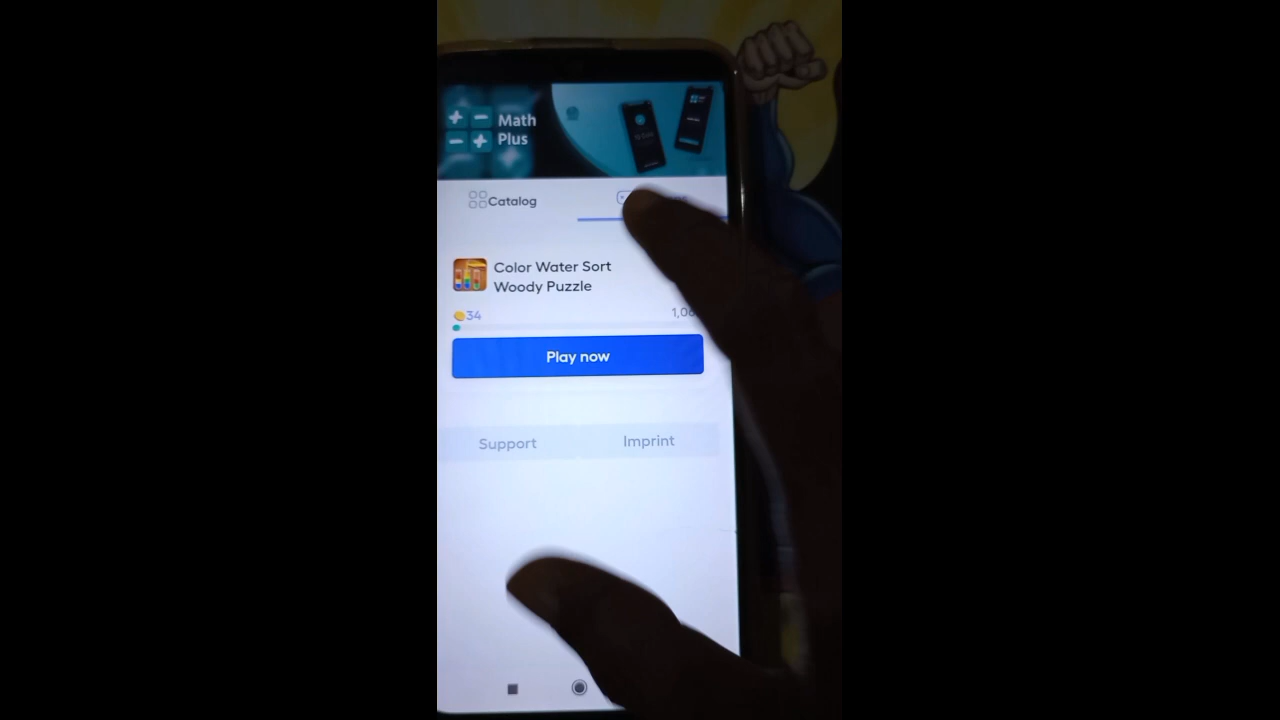 Math
Plus
Catalog
Color Water Sort
Woody Puzzle
34
Play now
Support
Imprint